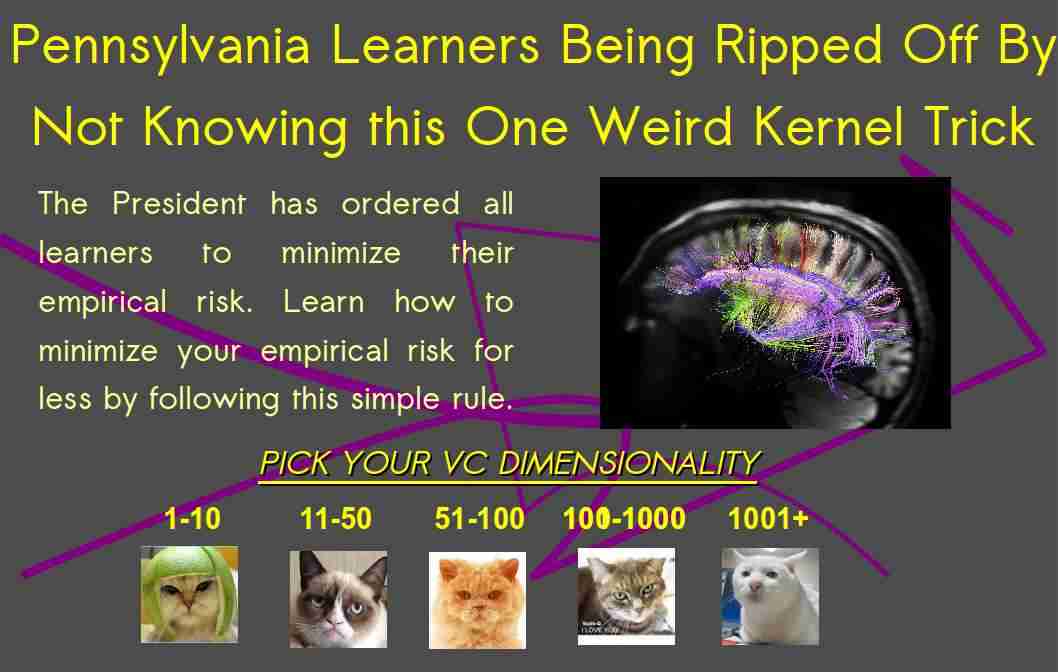 Pennsylvania Learners Being Ripped Off By
Not Knowing this One Weird Kernel Trick
The President has ordered all
learners to minimize their
empirical risk. Learn how to
minimize your empirical risk for
less by following this simple rule.
PICK YOUR VC DIMENSIONALITY
1-10 11-50 51-100 100-1000 1001+
I LOVE YOU